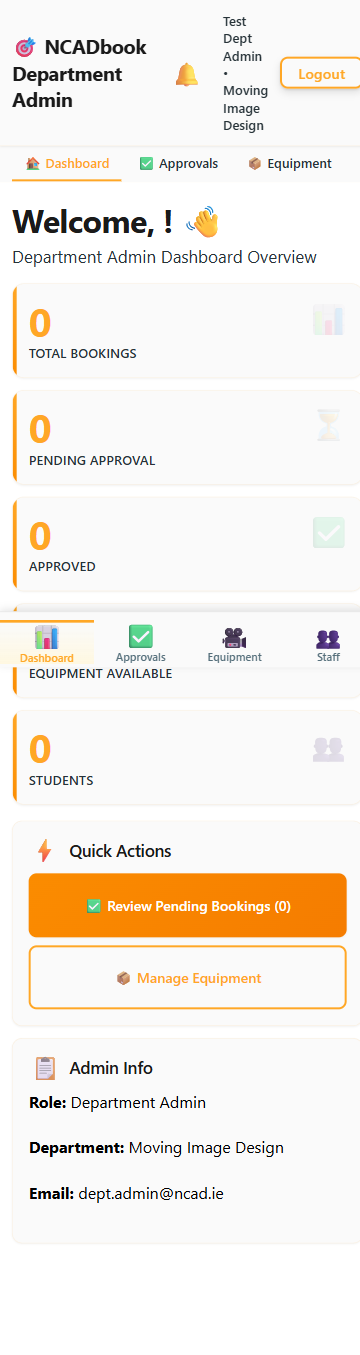 🎯 NCADbook
Department
Admin
🔔
Test
Dept
Admin
•
Moving
Image
Design
Logout
🏠 Dashboard
✅ Approvals
📦 Equipment
Welcome, ! 👋
Department Admin Dashboard Overview
0
TOTAL BOOKINGS
0
PENDING APPROVAL
0
APPROVED
Dashboard
Approvals
Equipment
Staff
EQUIPMENT AVAILABLE
0
STUDENTS
⚡ Quick Actions
✅ Review Pending Bookings (0)
📦 Manage Equipment
📋 Admin Info
Role: Department Admin
Department: Moving Image Design
Email: dept.admin@ncad.ie